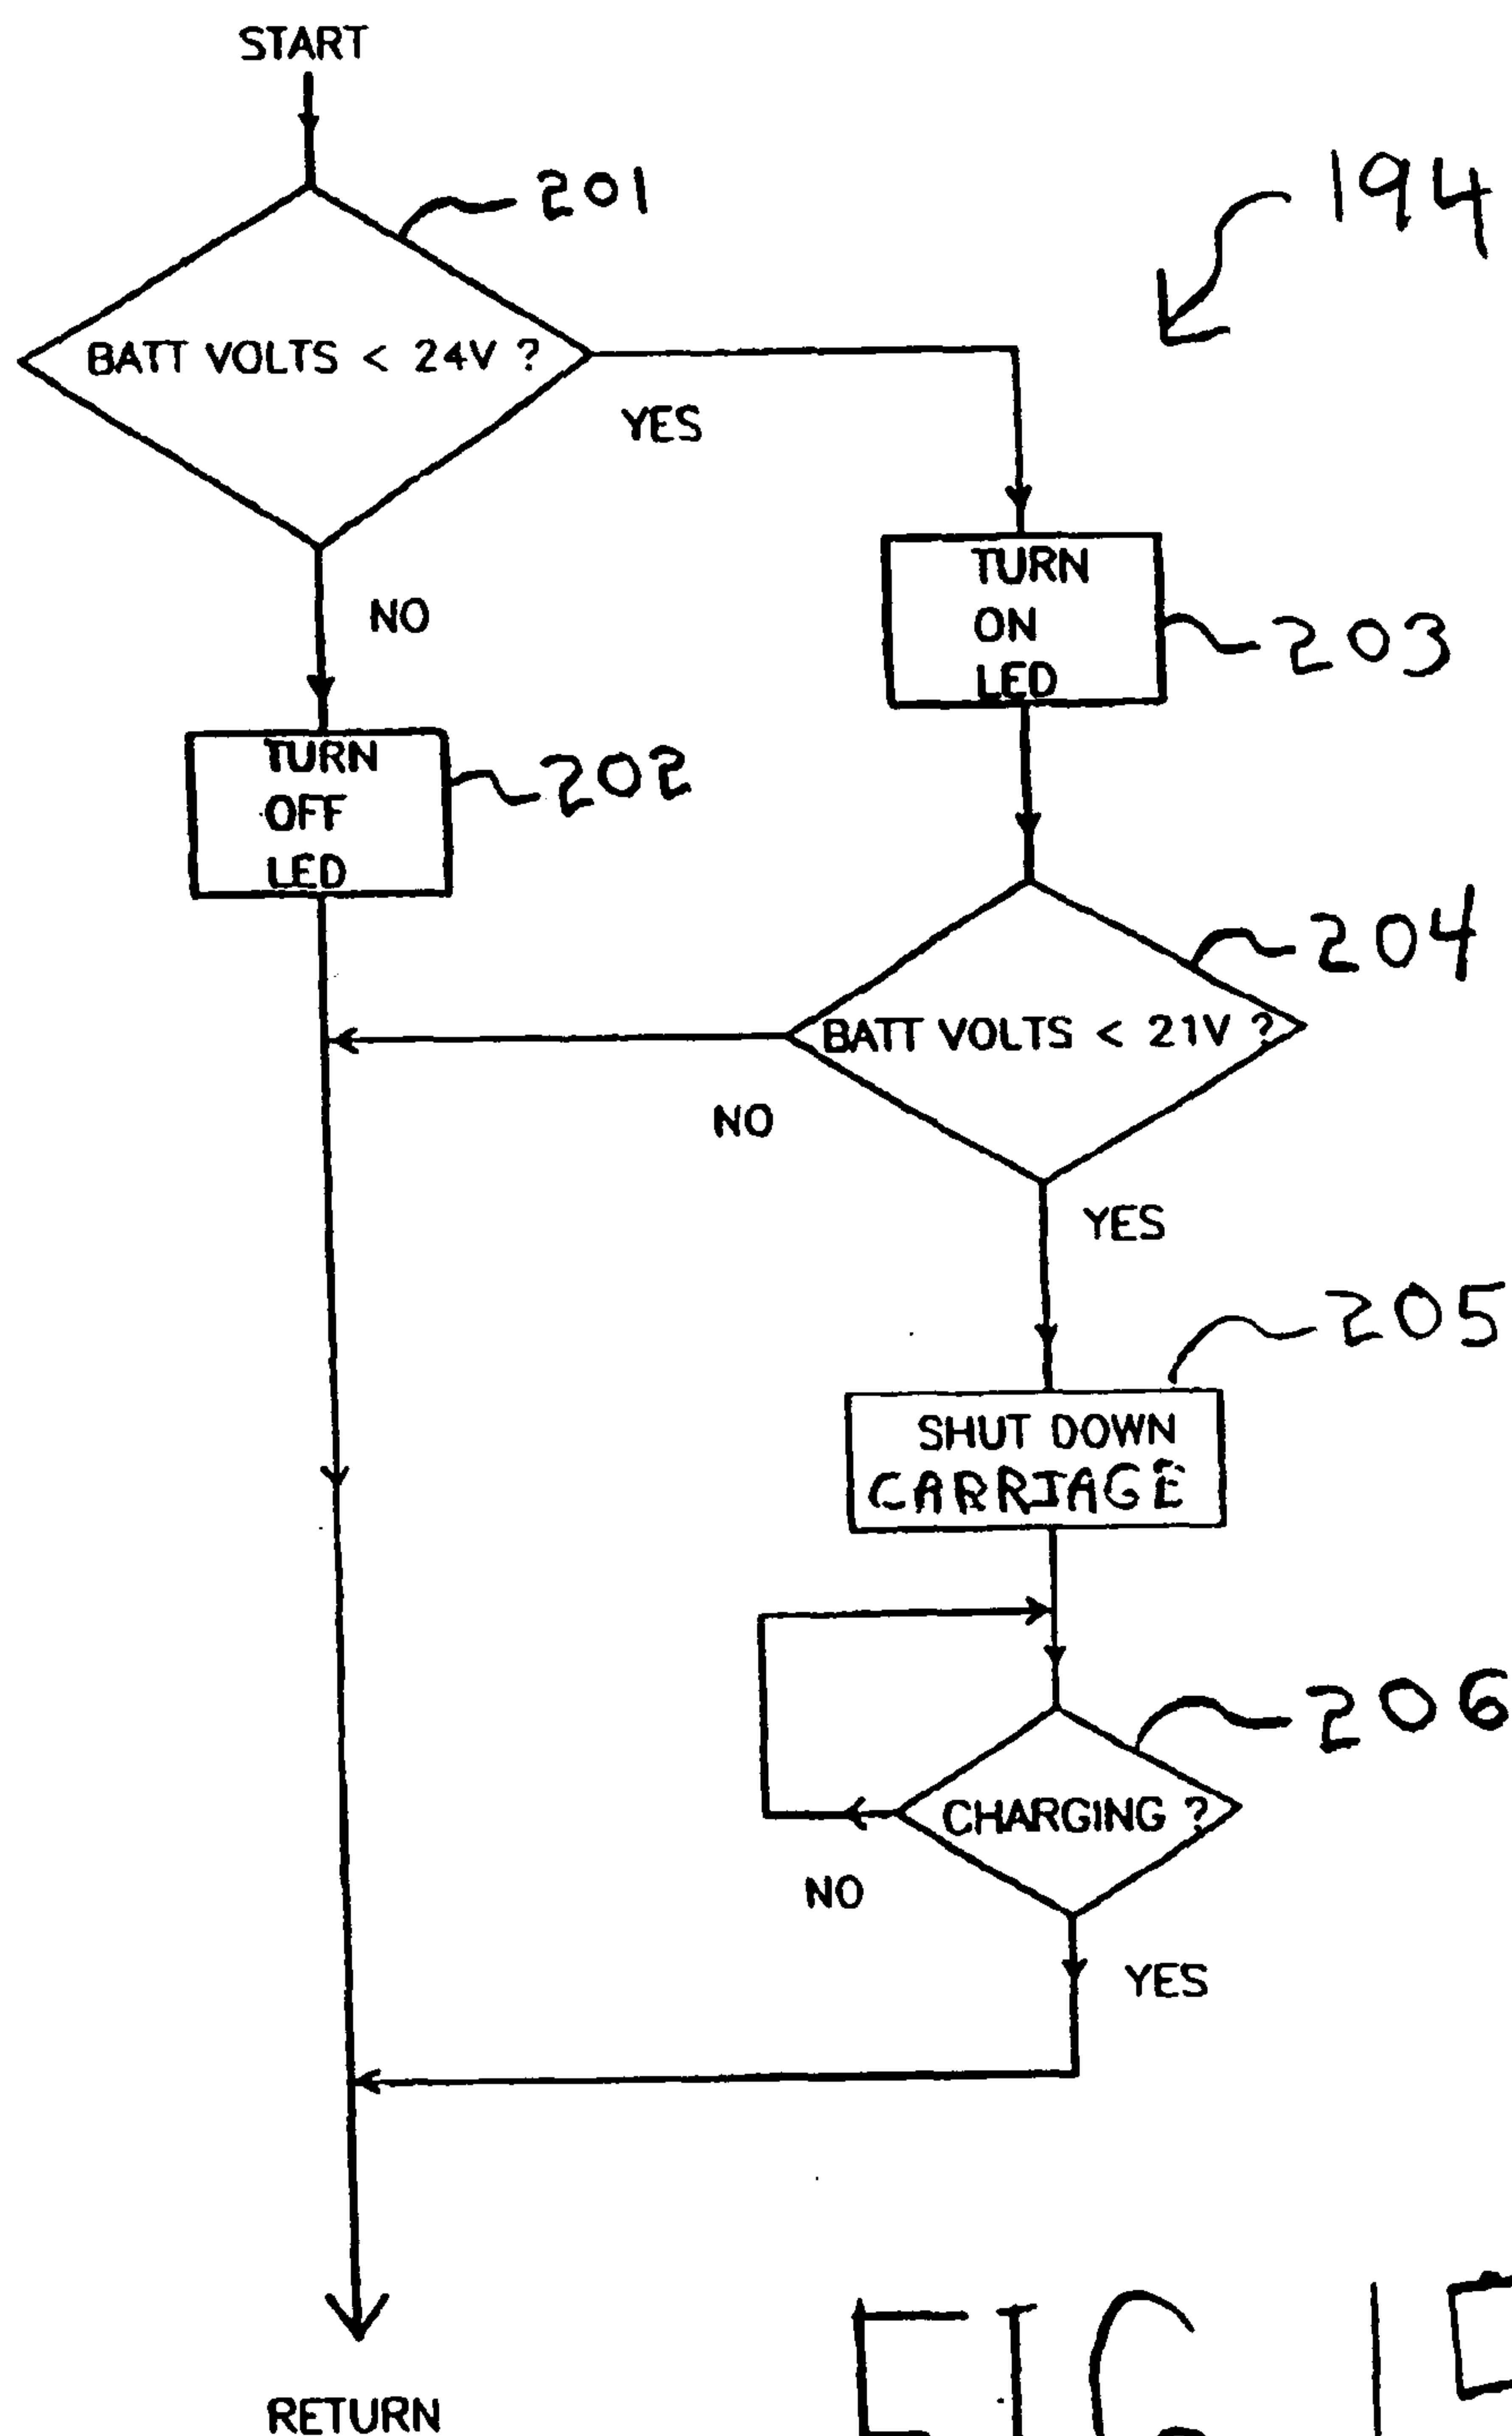 START
201
194
BATT VOLTS < 24V ?
YES
NO
TURN
ON
LED
203
TURN
OFF
LED
202
204
BATT VOLTS < 21V ?
NO
YES
205
SHUT DOWN
CARRIAGE
206
CHARGING ?
NO
YES
RETURN
FIG